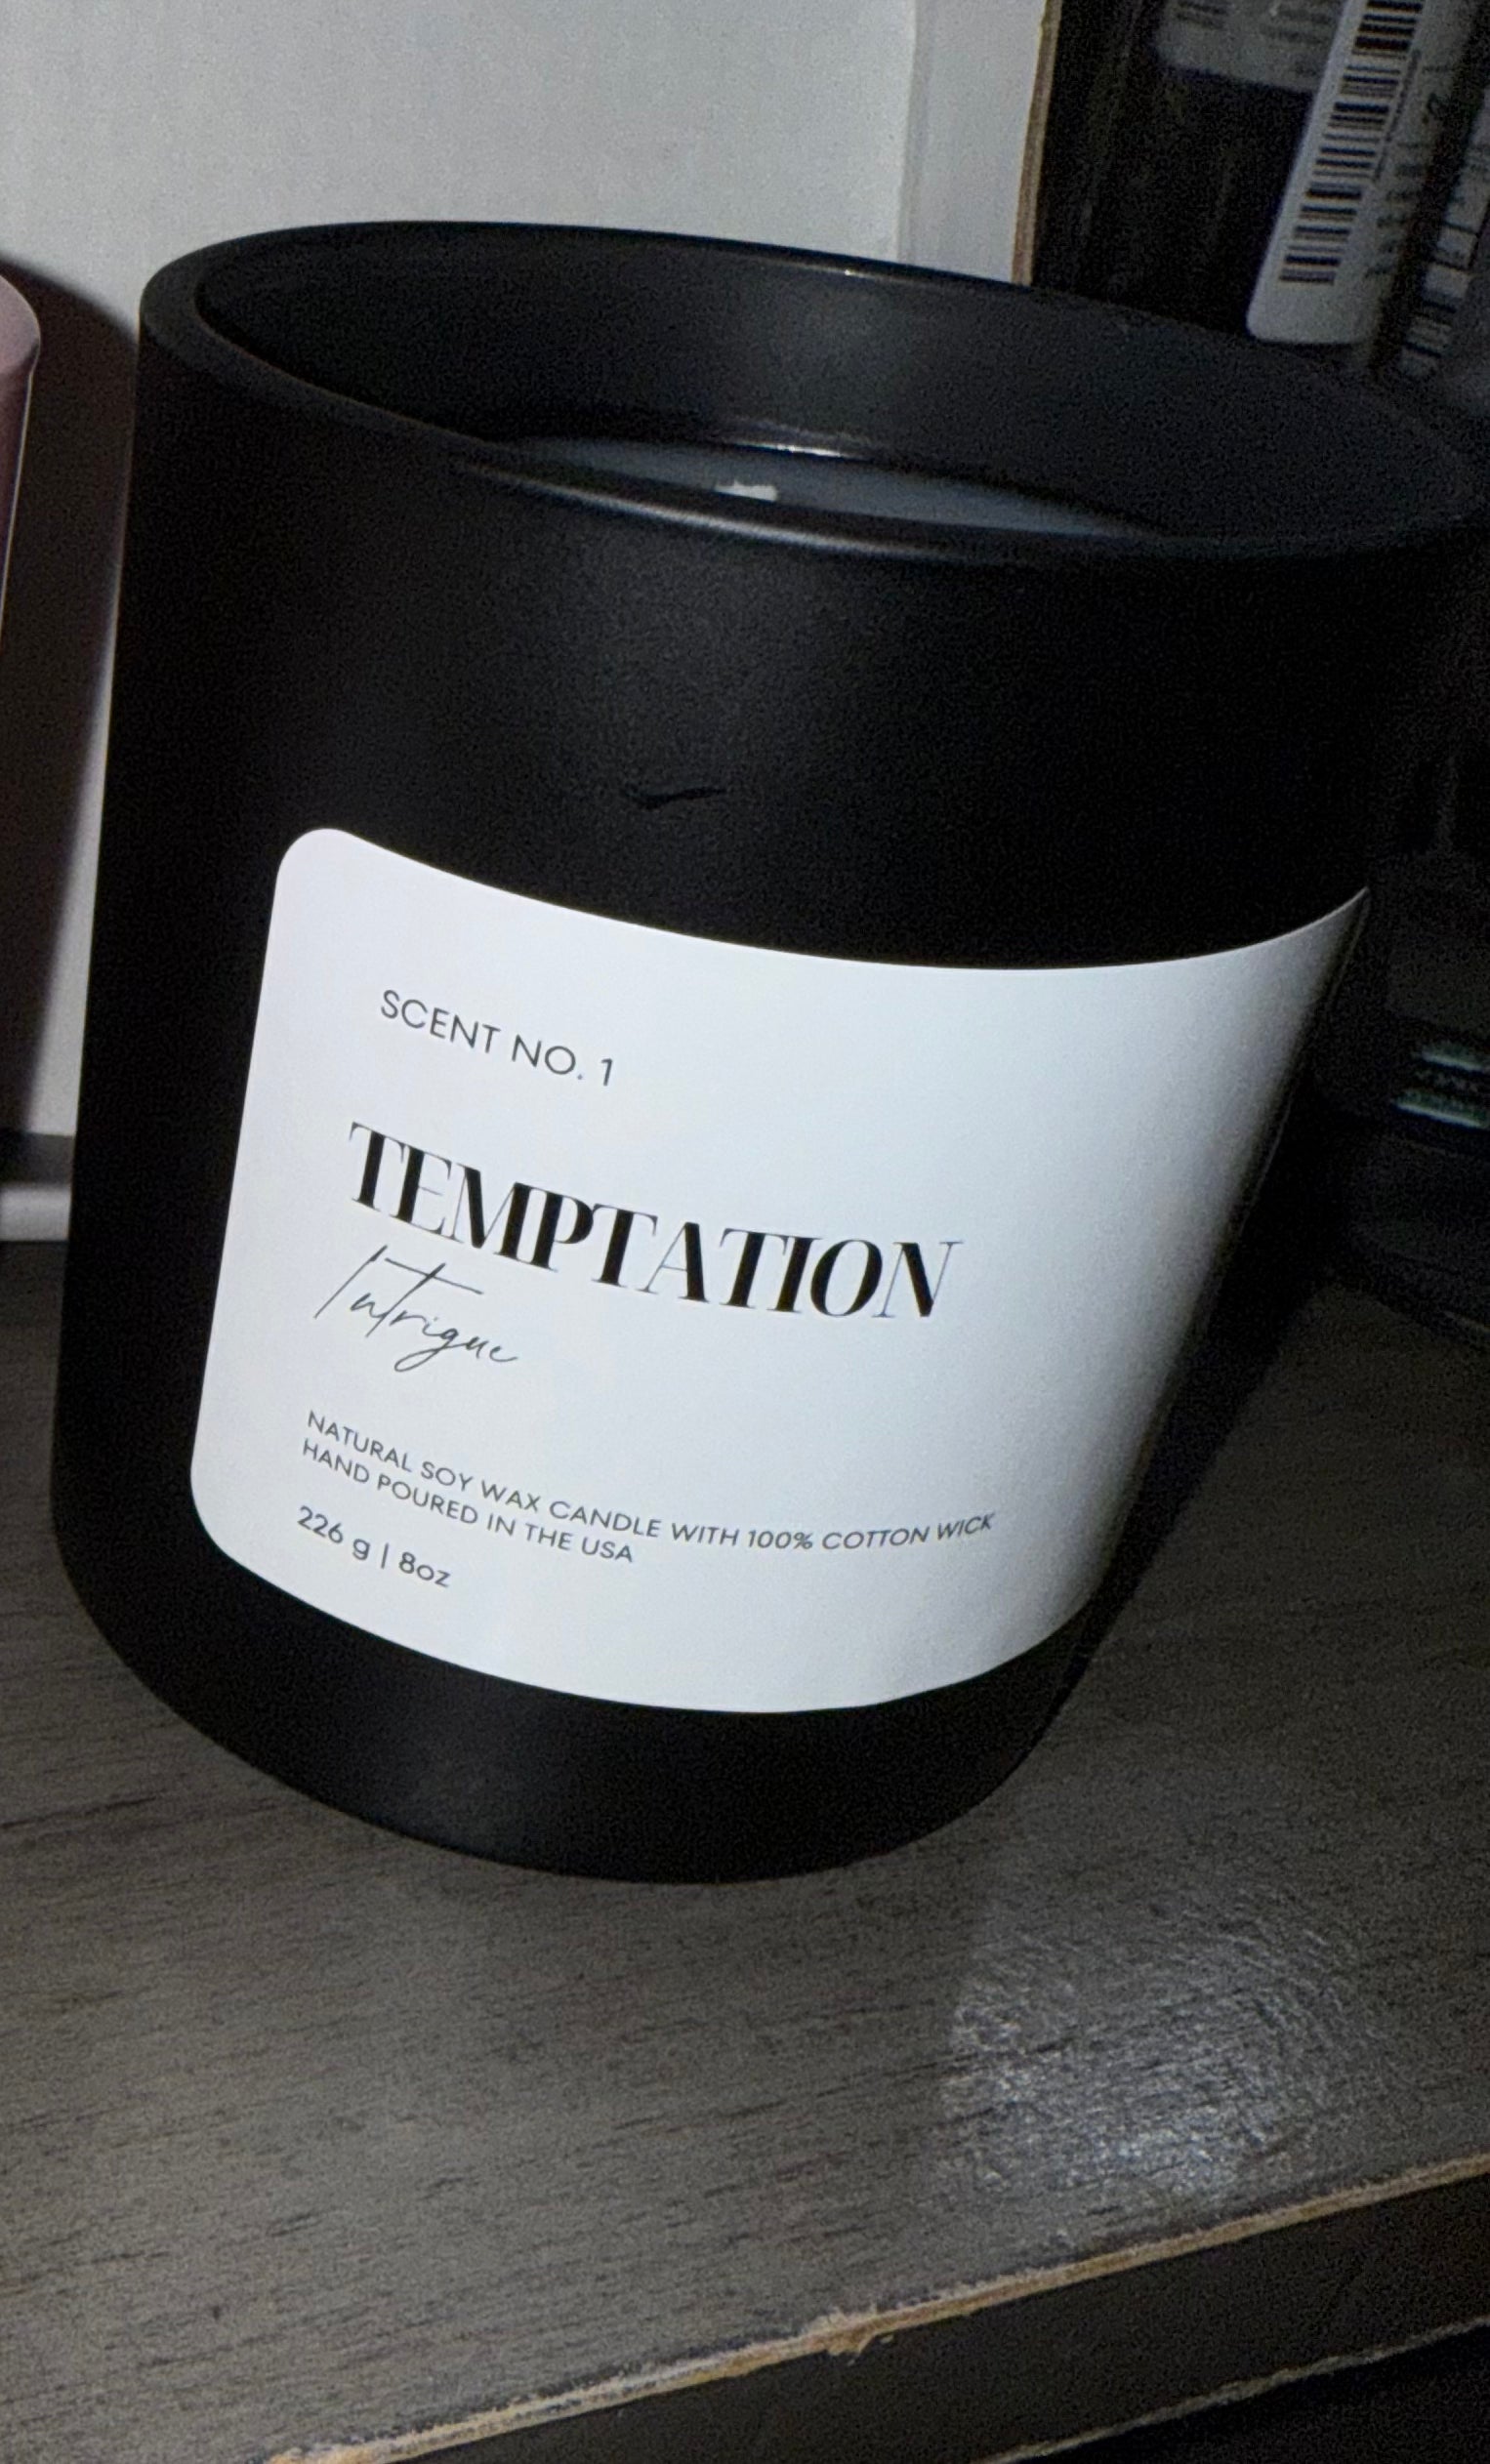 SCENT NO. 1
TEMPTATION
Intrigue
NATURAL SOY WAX CANDLE WITH 100% COTTON WICK
HAND POURED IN THE USA
226 g | 8oz